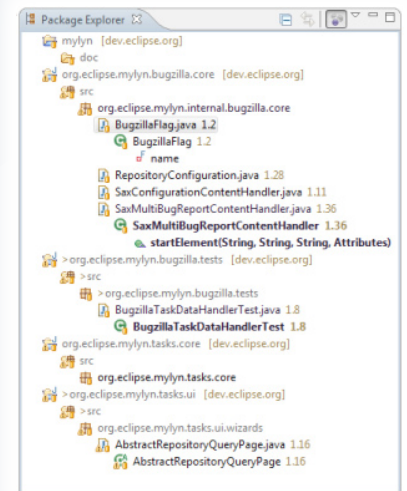 Package Explorer
mylyn [dev.eclipse.org]
doc
org.eclipse.mylyn.bugzilla.core [dev.eclipse.org]
src
org.eclipse.mylyn.internal.bugzilla.core
BugzillaFlag.java 1.2
BugzillaFlag 1.2
name
RepositoryConfiguration.java 1.28
SaxConfigurationContentHandler.java 1.11
SaxMultiBugReportContentHandler.java 1.36
SaxMultiBugReportContentHandler 1.36
startElement(String, String, String, Attributes)
>org.eclipse.mylyn.bugzilla.tests [dev.eclipse.org]
>src
>org.eclipse.mylyn.bugzilla.tests
BugzillaTaskDataHandlerTest.java 1.8
BugzillaTaskDataHandlerTest 1.8
org.eclipse.mylyn.tasks.core [dev.eclipse.org]
src
org.eclipse.mylyn.tasks.core
>org.eclipse.mylyn.tasks.ui [dev.eclipse.org]
>src
org.eclipse.mylyn.tasks.ui.wizards
AbstractRepositoryQueryPage.java 1.16
AbstractRepositoryQueryPage 1.16